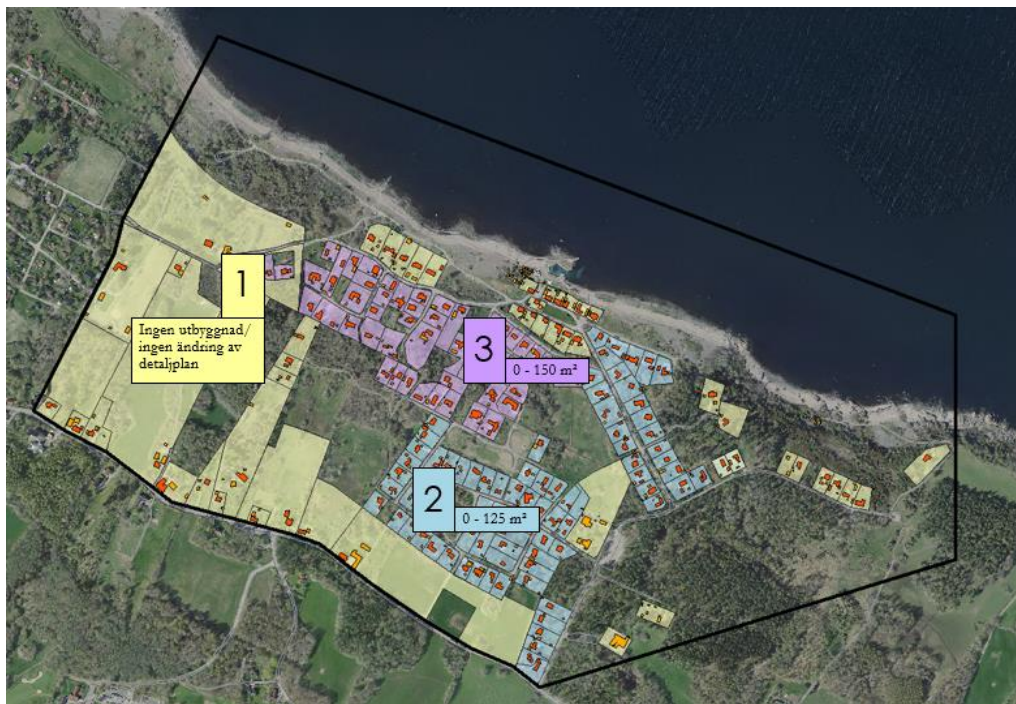 1
Ingen utbyggnad/
ingen ändring av
detaljplan
3
0 - 150 m²
2
0 - 125 m²